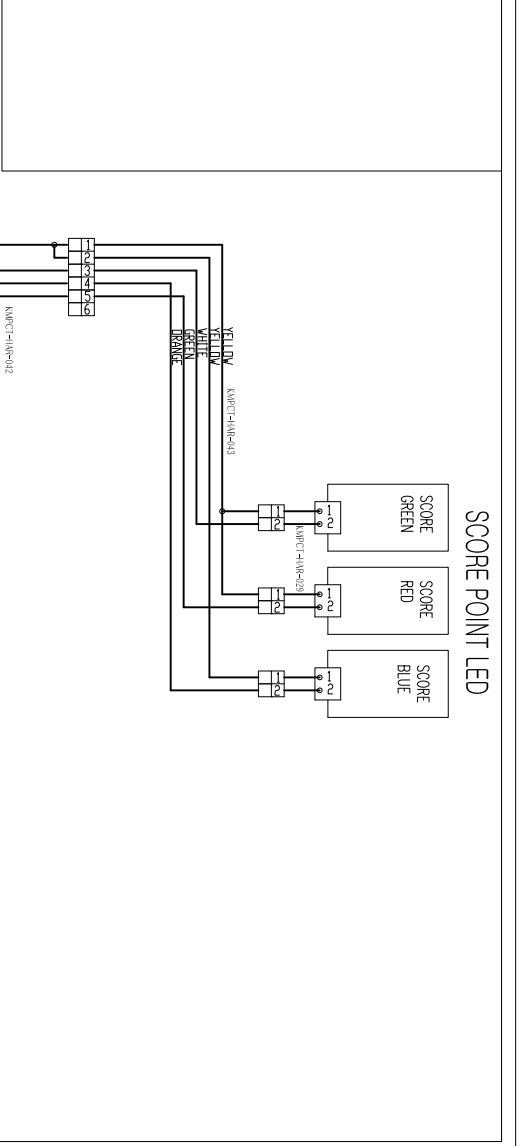 SCORE POINT LED
SCORE
GREEN
SCORE
RED
SCORE
BLUE
1
2
1
2
1
2
KMPCT-HAR-029
1
2
1
2
1
2
KMPCT-HAR-043
YELLOW
YELLOW
WHITE
GREEN
ORANGE
1
2
3
4
5
6
KMPCT-HAR-042